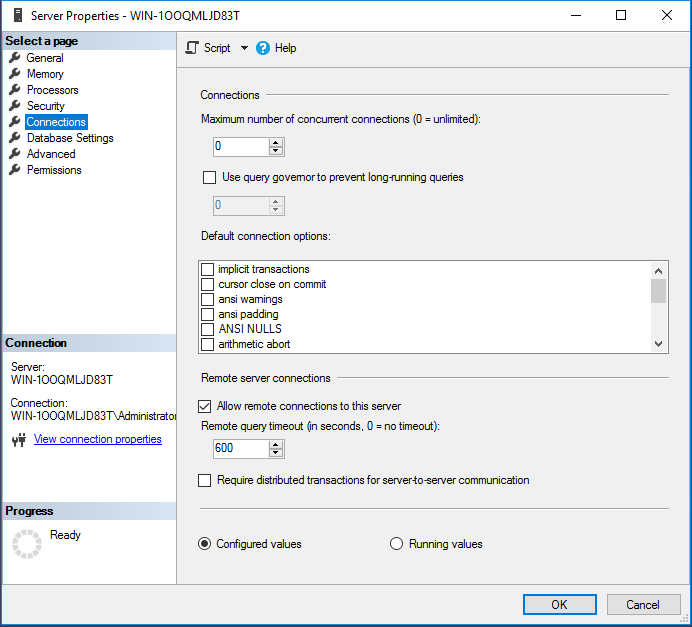 Server Properties - WIN-1OOQMLJD83T
Select a page
General
Memory
Processors
Security
Connections
Database Settings
Advanced
Permissions
Connection
Server:
WIN-1OOQMLJD83T
Connection:
WIN-1OOQMLJD83T\Administrator
View connection properties
Progress
Ready
Script
Help
Connections
Maximum number of concurrent connections (0 = unlimited):
0
Use query governor to prevent long-running queries
0
Default connection options:
implicit transactions
cursor close on commit
ansi warnings
ansi padding
ANSI NULLS
arithmetic abort
Remote server connections
Allow remote connections to this server
Remote query timeout (in seconds, 0 = no timeout):
600
Require distributed transactions for server-to-server communication
Configured values
Running values
OK
Cancel